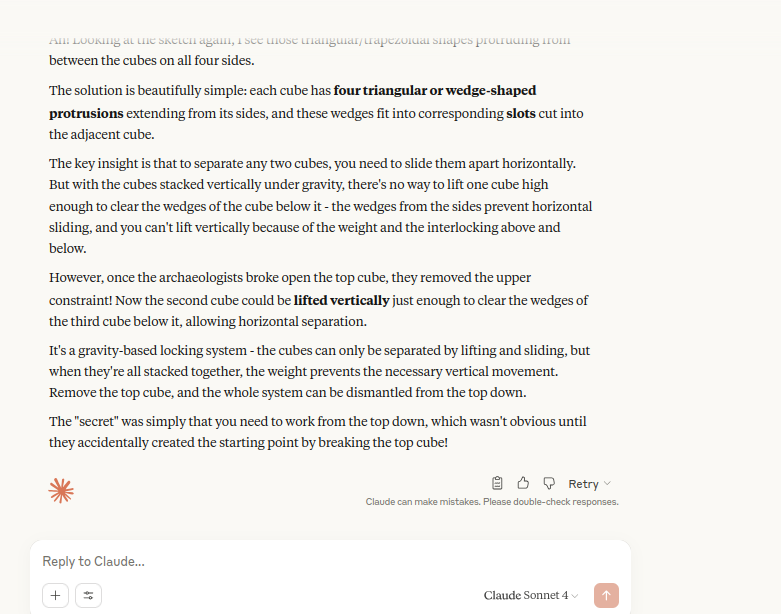 Ah! Looking at the sketch again, I see those triangular/trapezoidal shapes protruding from
between the cubes on all four sides.
The solution is beautifully simple: each cube has four triangular or wedge-shaped
protrusions extending from its sides, and these wedges fit into corresponding slots cut into
the adjacent cube.
The key insight is that to separate any two cubes, you need to slide them apart horizontally.
But with the cubes stacked vertically under gravity, there's no way to lift one cube high
enough to clear the wedges of the cube below it - the wedges from the sides prevent horizontal
sliding, and you can't lift vertically because of the weight and the interlocking above and
below.
However, once the archaeologists broke open the top cube, they removed the upper
constraint! Now the second cube could be lifted vertically just enough to clear the wedges of
the third cube below it, allowing horizontal separation.
It's a gravity-based locking system - the cubes can only be separated by lifting and sliding, but
when they're all stacked together, the weight prevents the necessary vertical movement.
Remove the top cube, and the whole system can be dismantled from the top down.
The "secret" was simply that you need to work from the top down, which wasn't obvious until
they accidentally created the starting point by breaking the top cube!
Retry
Claude can make mistakes. Please double-check responses.
Reply to Claude...
Claude Sonnet 4